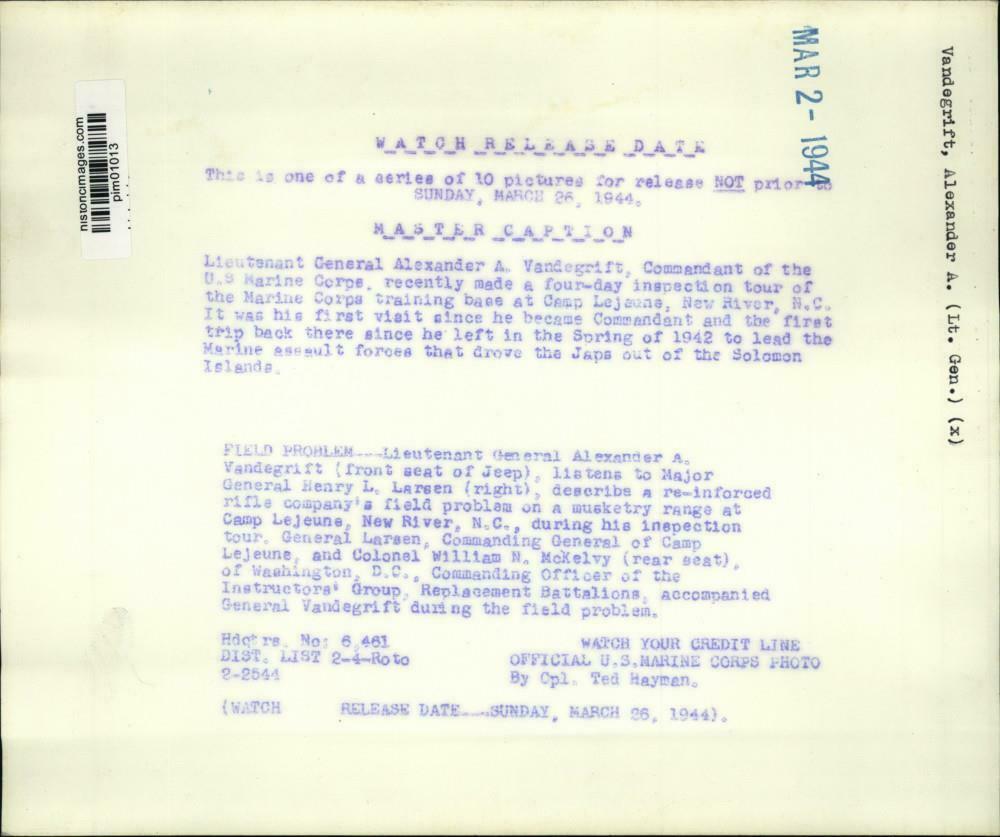 WATCH RELEASE DATE
This is one of a series of 10 pictures for release NOT prior to
SUNDAY, MARCH 26, 1944.
MASTER CAPTION
Lieutenant General Alexander A. Vandegrift, Commandant of the
U.S Marine Corps, recently made a four-day inspection tour of
the Marine Corps training base at Camp Lejeune, New River, N.C.
It was his first visit since he became Commandant and the first
trip back there since he left in the Spring of 1942 to lead the
Marine assault forces that drove the Japs out of the Solomon
Islands.
FIELD PROBLEM---Lieutenant General Alexander A.
Vandegrift (front seat of Jeep), listens to Major
General Henry L. Larsen (right), describe a re-inforced
rifle company's field problem on a musketry range at
Camp Lejeune, New River, N.C., during his inspection
tour. General Larsen, Commanding General of Camp
Lejeune, and Colonel William N. McKelvy (rear seat),
of Washington, D.C., Commanding Officer of the
Instructors' Group, Replacement Battalions, accompanied
General Vandegrift during the field problem.
Hdqtrs. No: 6,461 WATCH YOUR CREDIT LINE
DIST. LIST 2-4-Roto OFFICIAL U.S.MARINE CORPS PHOTO
2-2544 By Cpl. Ted Hayman.
(WATCH RELEASE DATE---SUNDAY, MARCH 26, 1944).
MAR 2- 1944
Vandegrift, Alexander A. (Lt. Gen.) (x)
historicimages.com
pim01013